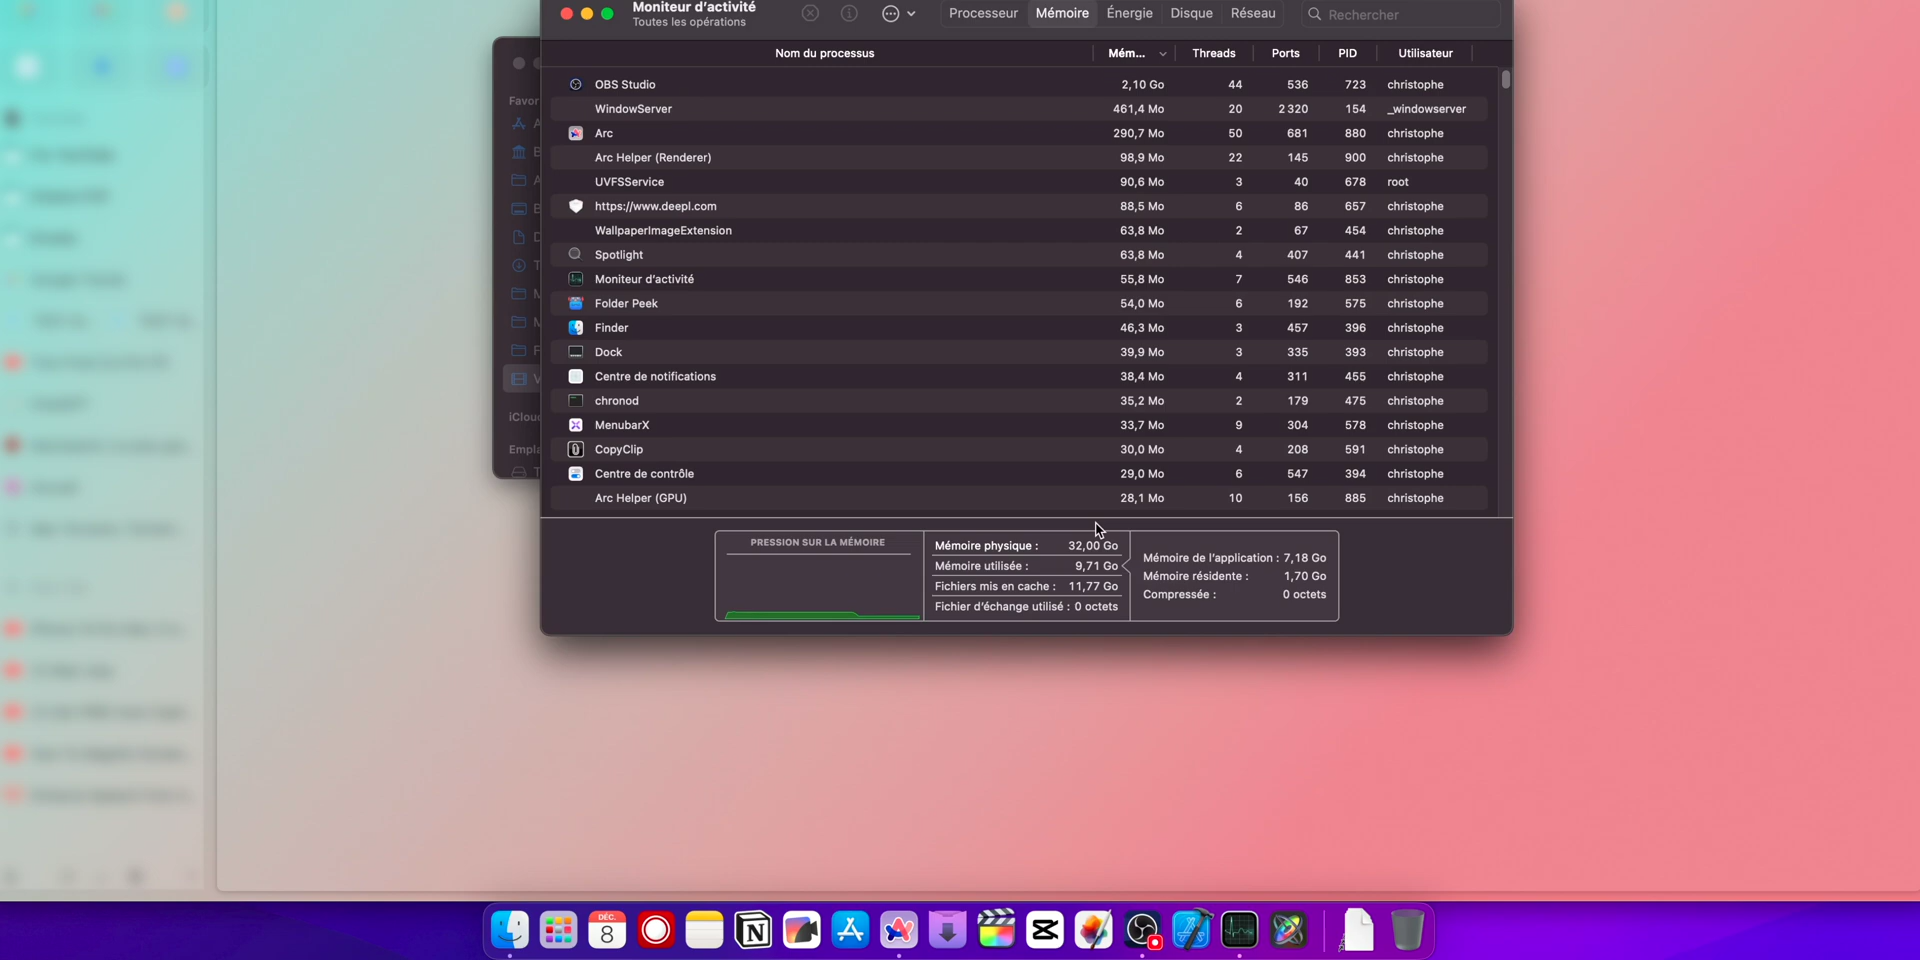 Moniteur d'activité
Toutes les opérations
Processeur Mémoire Énergie Disque Réseau Rechercher
Nom du processus Mém... Threads Ports PID Utilisateur
OBS Studio 2,10 Go 44 536 723 christophe
WindowServer 461,4 Mo 20 2 320 154 _windowserver
Arc 290,7 Mo 50 681 880 christophe
Arc Helper (Renderer) 98,9 Mo 22 145 900 christophe
UVFSService 90,6 Mo 3 40 678 root
https://www.deepl.com 88,5 Mo 6 86 657 christophe
WallpaperImageExtension 63,8 Mo 2 67 454 christophe
Spotlight 63,8 Mo 4 407 441 christophe
Moniteur d'activité 55,8 Mo 7 546 853 christophe
Folder Peek 54,0 Mo 6 192 575 christophe
Finder 46,3 Mo 3 457 396 christophe
Dock 39,9 Mo 3 335 393 christophe
Centre de notifications 38,4 Mo 4 311 455 christophe
chronod 35,2 Mo 2 179 475 christophe
MenubarX 33,7 Mo 9 304 578 christophe
CopyClip 30,0 Mo 4 208 591 christophe
Centre de contrôle 29,0 Mo 6 547 394 christophe
Arc Helper (GPU) 28,1 Mo 10 156 885 christophe
Favor
iCloud
Empla
PRESSION SUR LA MÉMOIRE
Mémoire physique : 32,00 Go
Mémoire utilisée : 9,71 Go
Fichiers mis en cache : 11,77 Go
Fichier d'échange utilisé : 0 octets
Mémoire de l'application : 7,18 Go
Mémoire résidente : 1,70 Go
Compressée : 0 octets
DÉC.
8